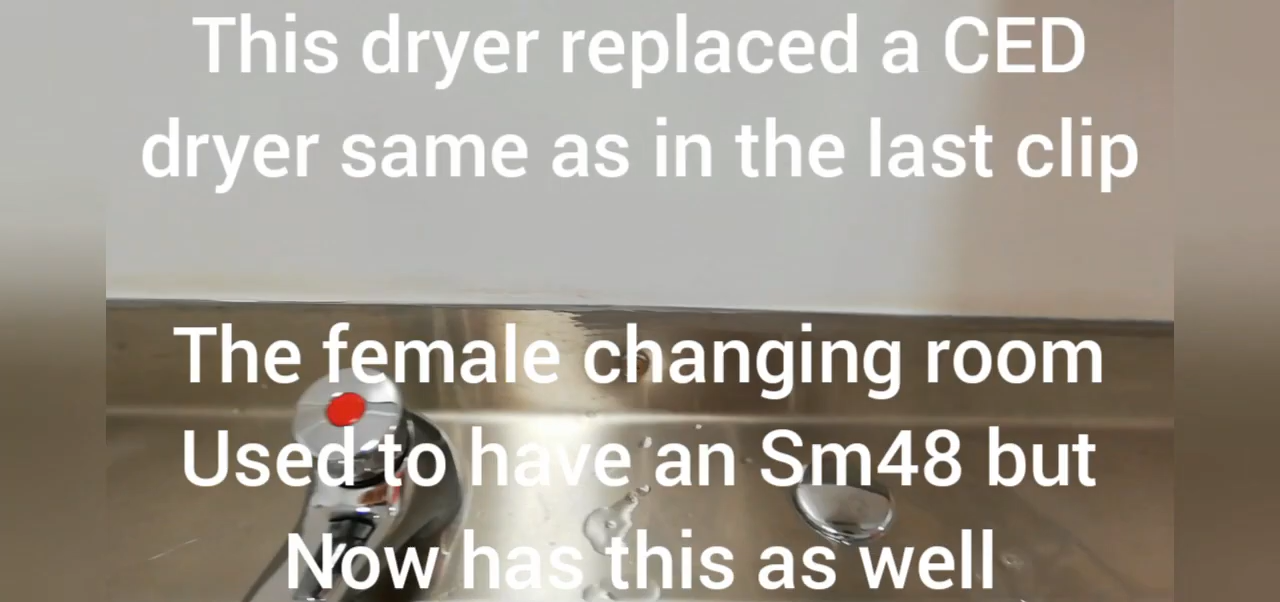 This dryer replaced a CED
dryer same as in the last clip
The female changing room
Used to have an Sm48 but
Now has this as well